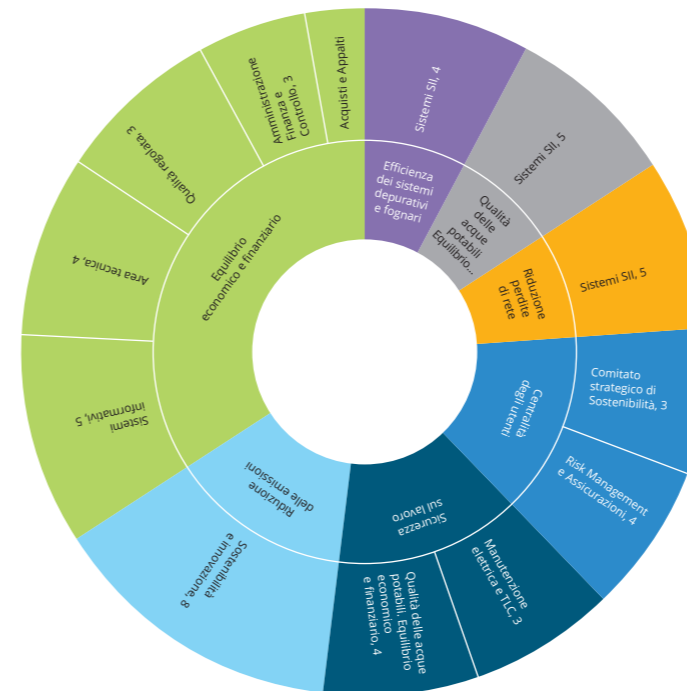 Sistemi SII, 4
Efficienza
dei sistemi
depurativi
e fognari
Sistemi SII, 5
Qualità
delle
acque
potabili
Equilibrio...
Sistemi SII, 5
Riduzione
perdite
di rete
Comitato
strategico di
Sostenibilità, 3
Risk Management
e Assicurazioni, 4
Centralità
degli utenti
Manutenzione
elettrica e TLC, 3
Qualità delle acque
potabili. Equilibrio
economico
e finanziario, 4
Sicurezza
sul lavoro
Sostenibilità
e innovazione, 8
Riduzione
delle emissioni
Sistemi
informativi, 5
Area tecnica, 4
Qualità regolata, 3
Amministrazione
Finanza e
Controllo, 3
Acquisti e Appalti
Equilibrio
economico e finanziario